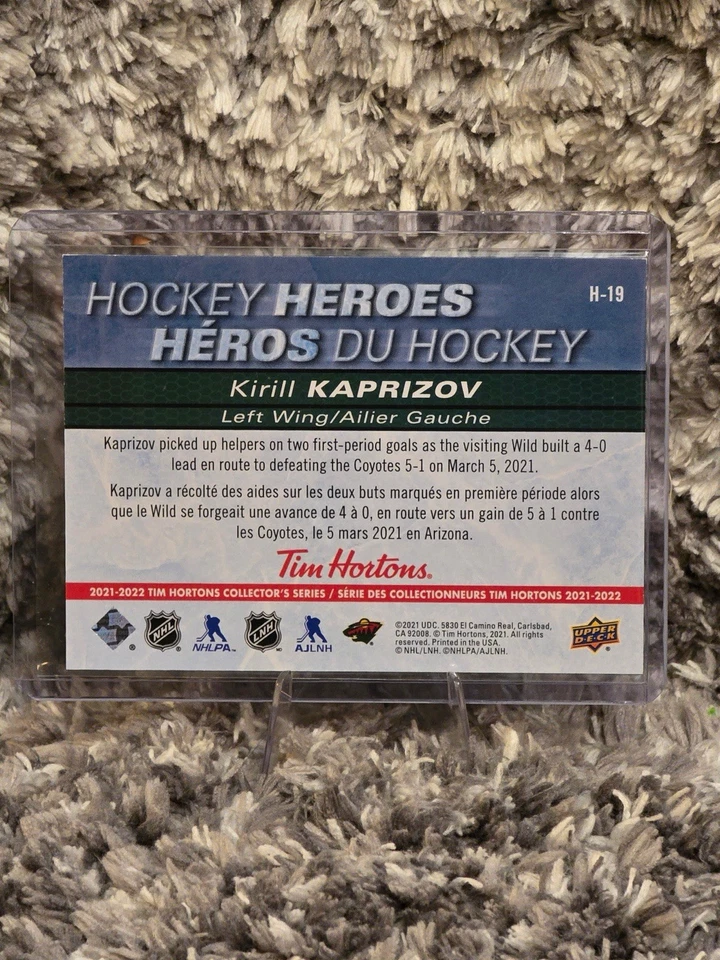 HOCKEY HEROES H-19
HÉROS DU HOCKEY
Kirill KAPRIZOV
Left Wing/Ailier Gauche
Kaprizov picked up helpers on two first-period goals as the visiting Wild built a 4-0
lead en route to defeating the Coyotes 5-1 on March 5, 2021.
Kaprizov a récolté des aides sur les deux buts marqués en première période alors
que le Wild se forgeait une avance de 4 à 0, en route vers un gain de 5 à 1 contre
les Coyotes, le 5 mars 2021 en Arizona.
Tim Hortons®
2021-2022 TIM HORTONS COLLECTOR'S SERIES / SÉRIE DES COLLECTIONNEURS TIM HORTONS 2021-2022
NHL® NHLPA™ LNH AJLNH
©2021 UDC. 5830 El Camino Real, Carlsbad,
CA 92008. © Tim Hortons, 2021. All rights
reserved. Printed in the USA.
© NHL/LNH. ©NHLPA/AJLNH.
UPPER
D·E·C·K